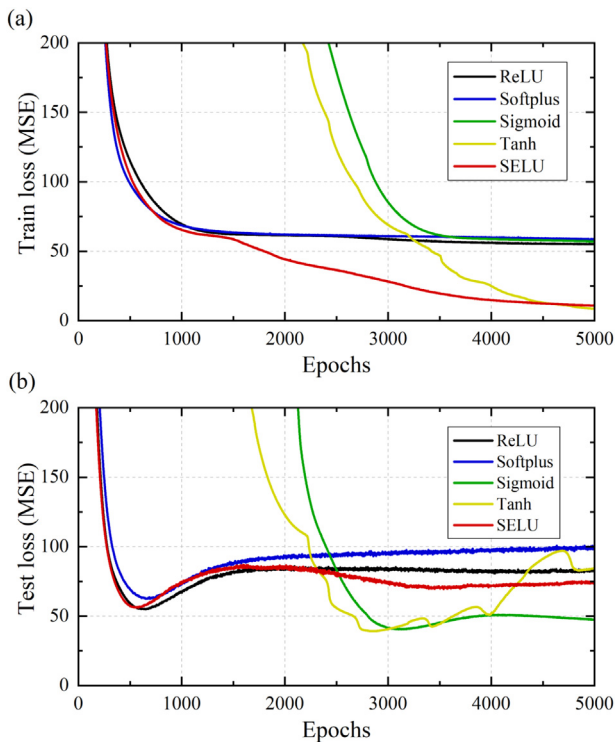 (a)
200
150
100
50
0
Train loss (MSE)
ReLU
Softplus
Sigmoid
Tanh
SELU
0 1000 2000 3000 4000 5000
Epochs
(b)
200
150
100
50
0
Test loss (MSE)
ReLU
Softplus
Sigmoid
Tanh
SELU
0 1000 2000 3000 4000 5000
Epochs